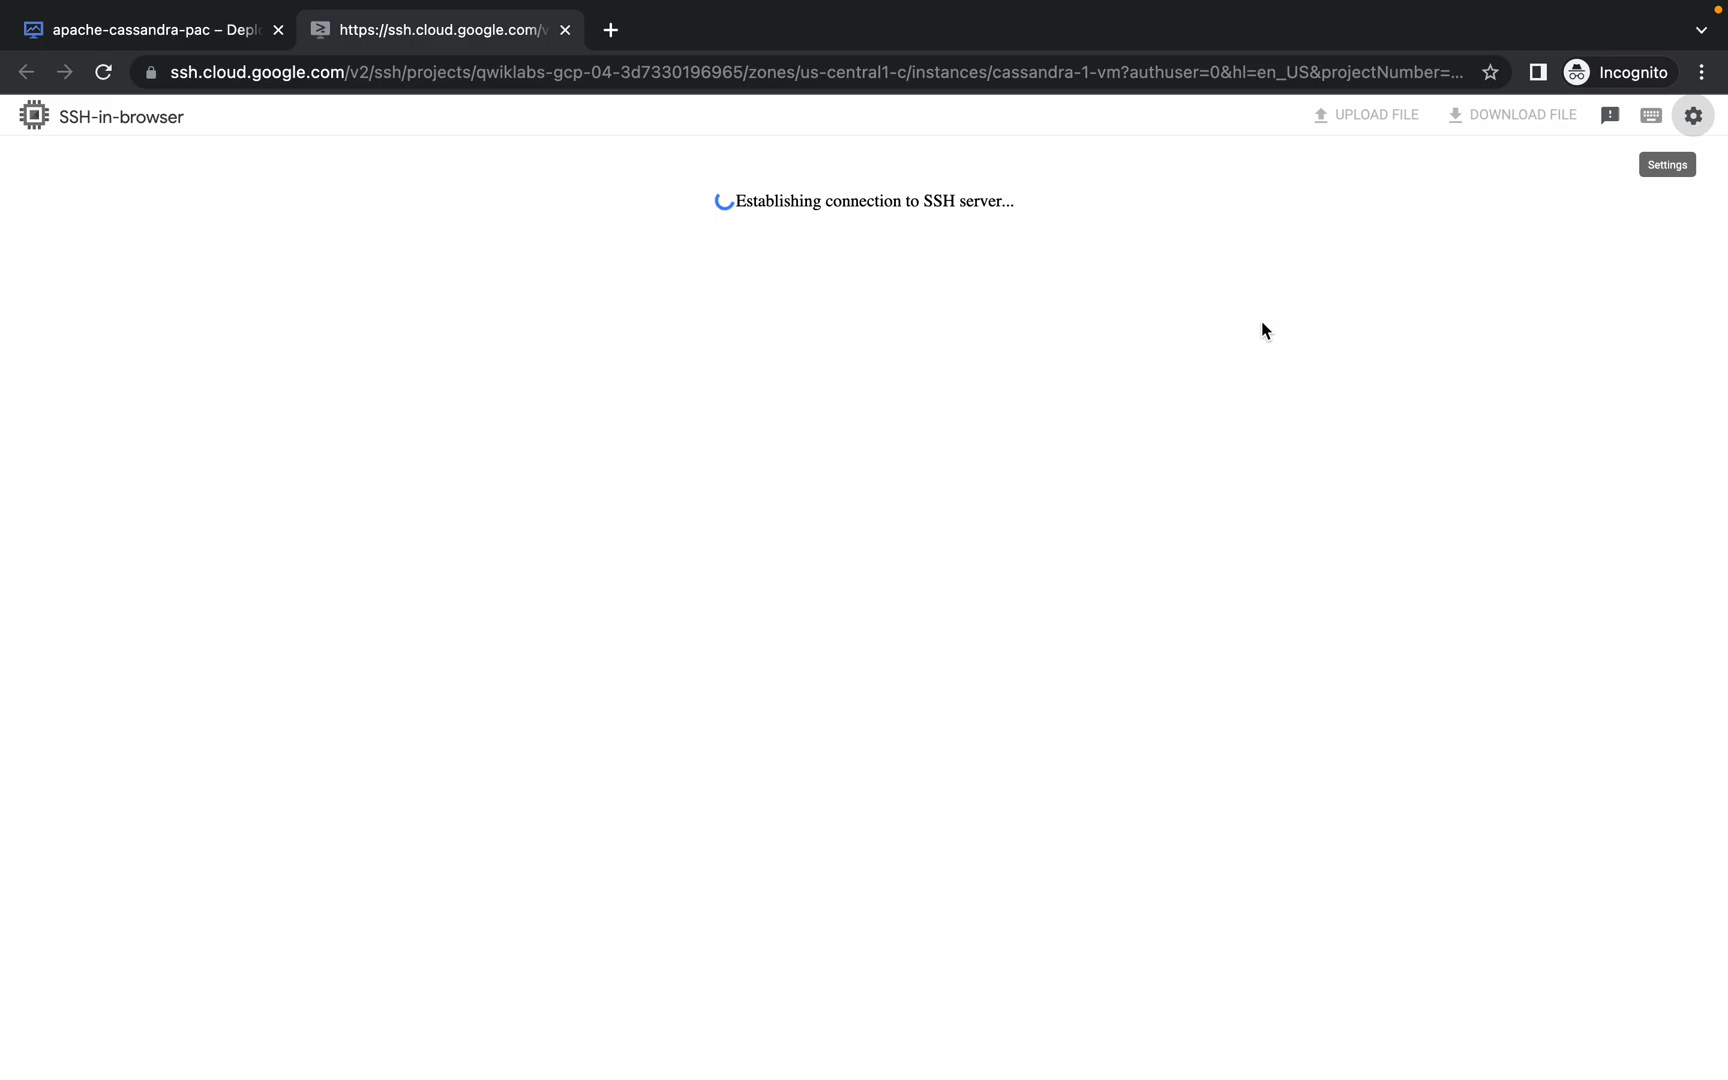 apache-cassandra-pac – Depl
https://ssh.cloud.google.com/v
ssh.cloud.google.com/v2/ssh/projects/qwiklabs-gcp-04-3d7330196965/zones/us-central1-c/instances/cassandra-1-vm?authuser=0&hl=en_US&projectNumber=...
Incognito
SSH-in-browser
UPLOAD FILE
DOWNLOAD FILE
Settings
Establishing connection to SSH server...